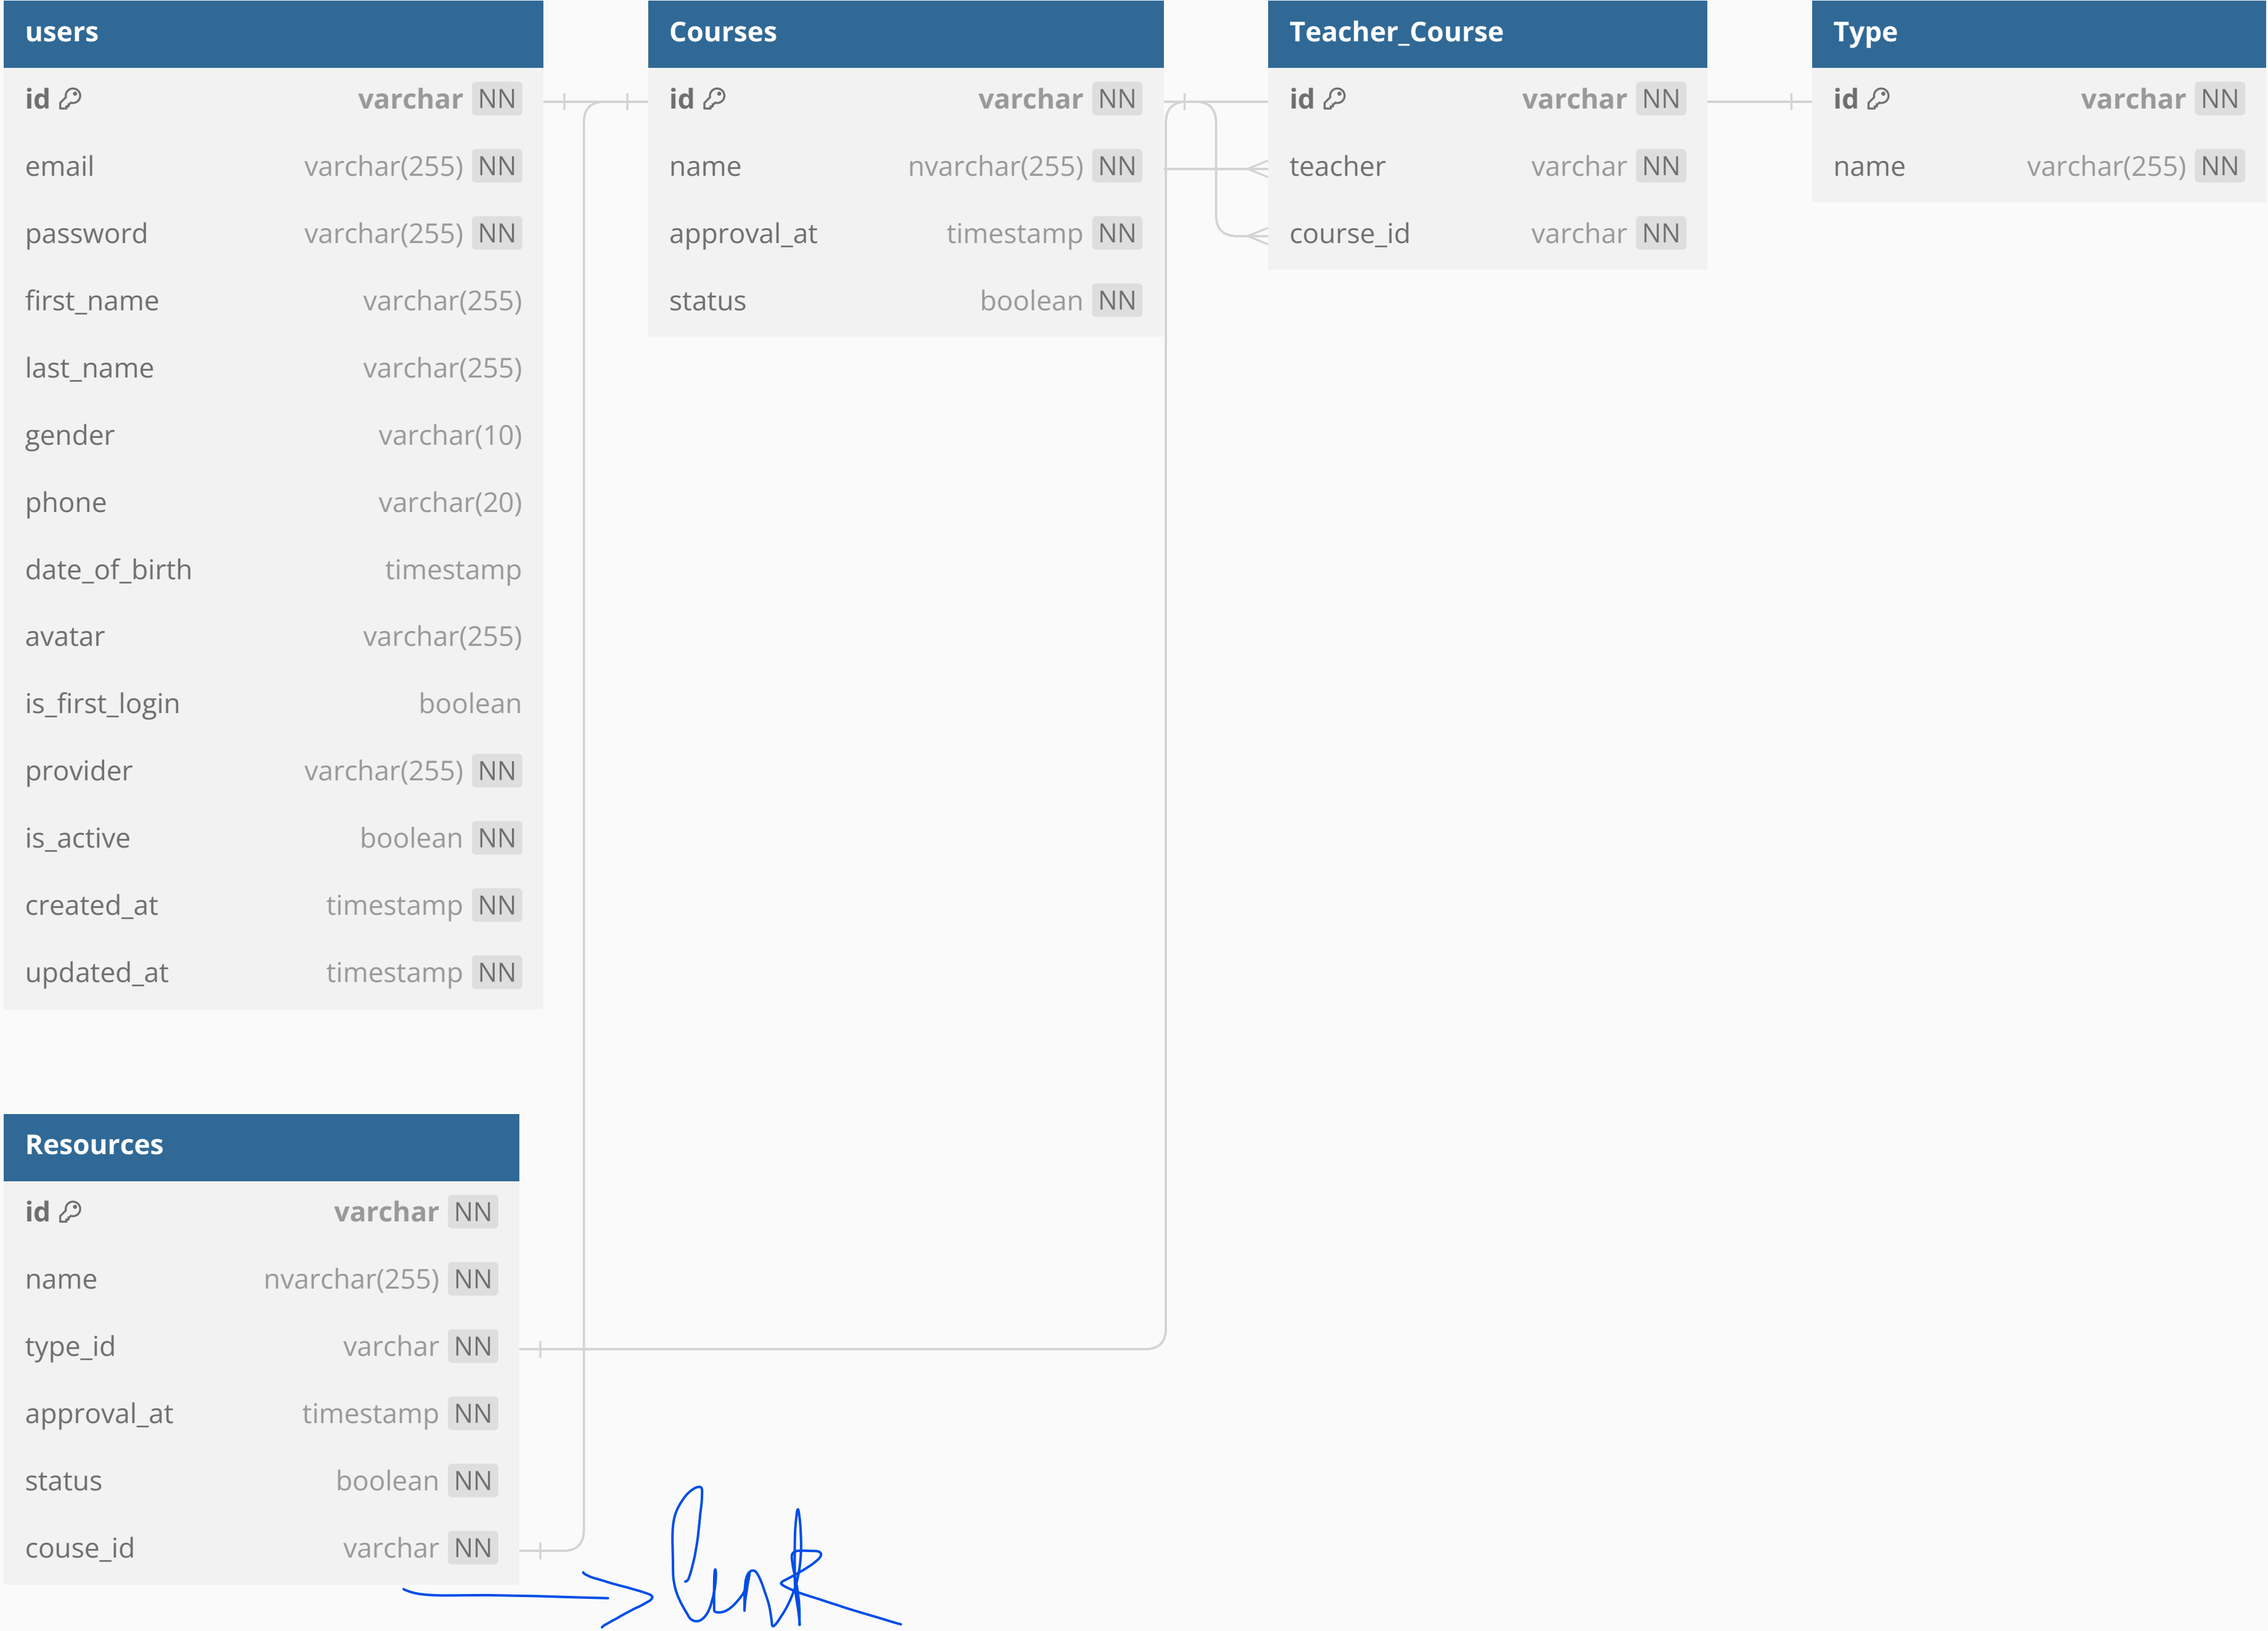 users
id varchar NN
email varchar(255) NN
password varchar(255) NN
first_name varchar(255)
last_name varchar(255)
gender varchar(10)
phone varchar(20)
date_of_birth timestamp
avatar varchar(255)
is_first_login boolean
provider varchar(255) NN
is_active boolean NN
created_at timestamp NN
updated_at timestamp NN
Courses
id varchar NN
name nvarchar(255) NN
approval_at timestamp NN
status boolean NN
Teacher_Course
id varchar NN
teacher varchar NN
course_id varchar NN
Type
id varchar NN
name varchar(255) NN
Resources
id varchar NN
name nvarchar(255) NN
type_id varchar NN
approval_at timestamp NN
status boolean NN
couse_id varchar NN
link